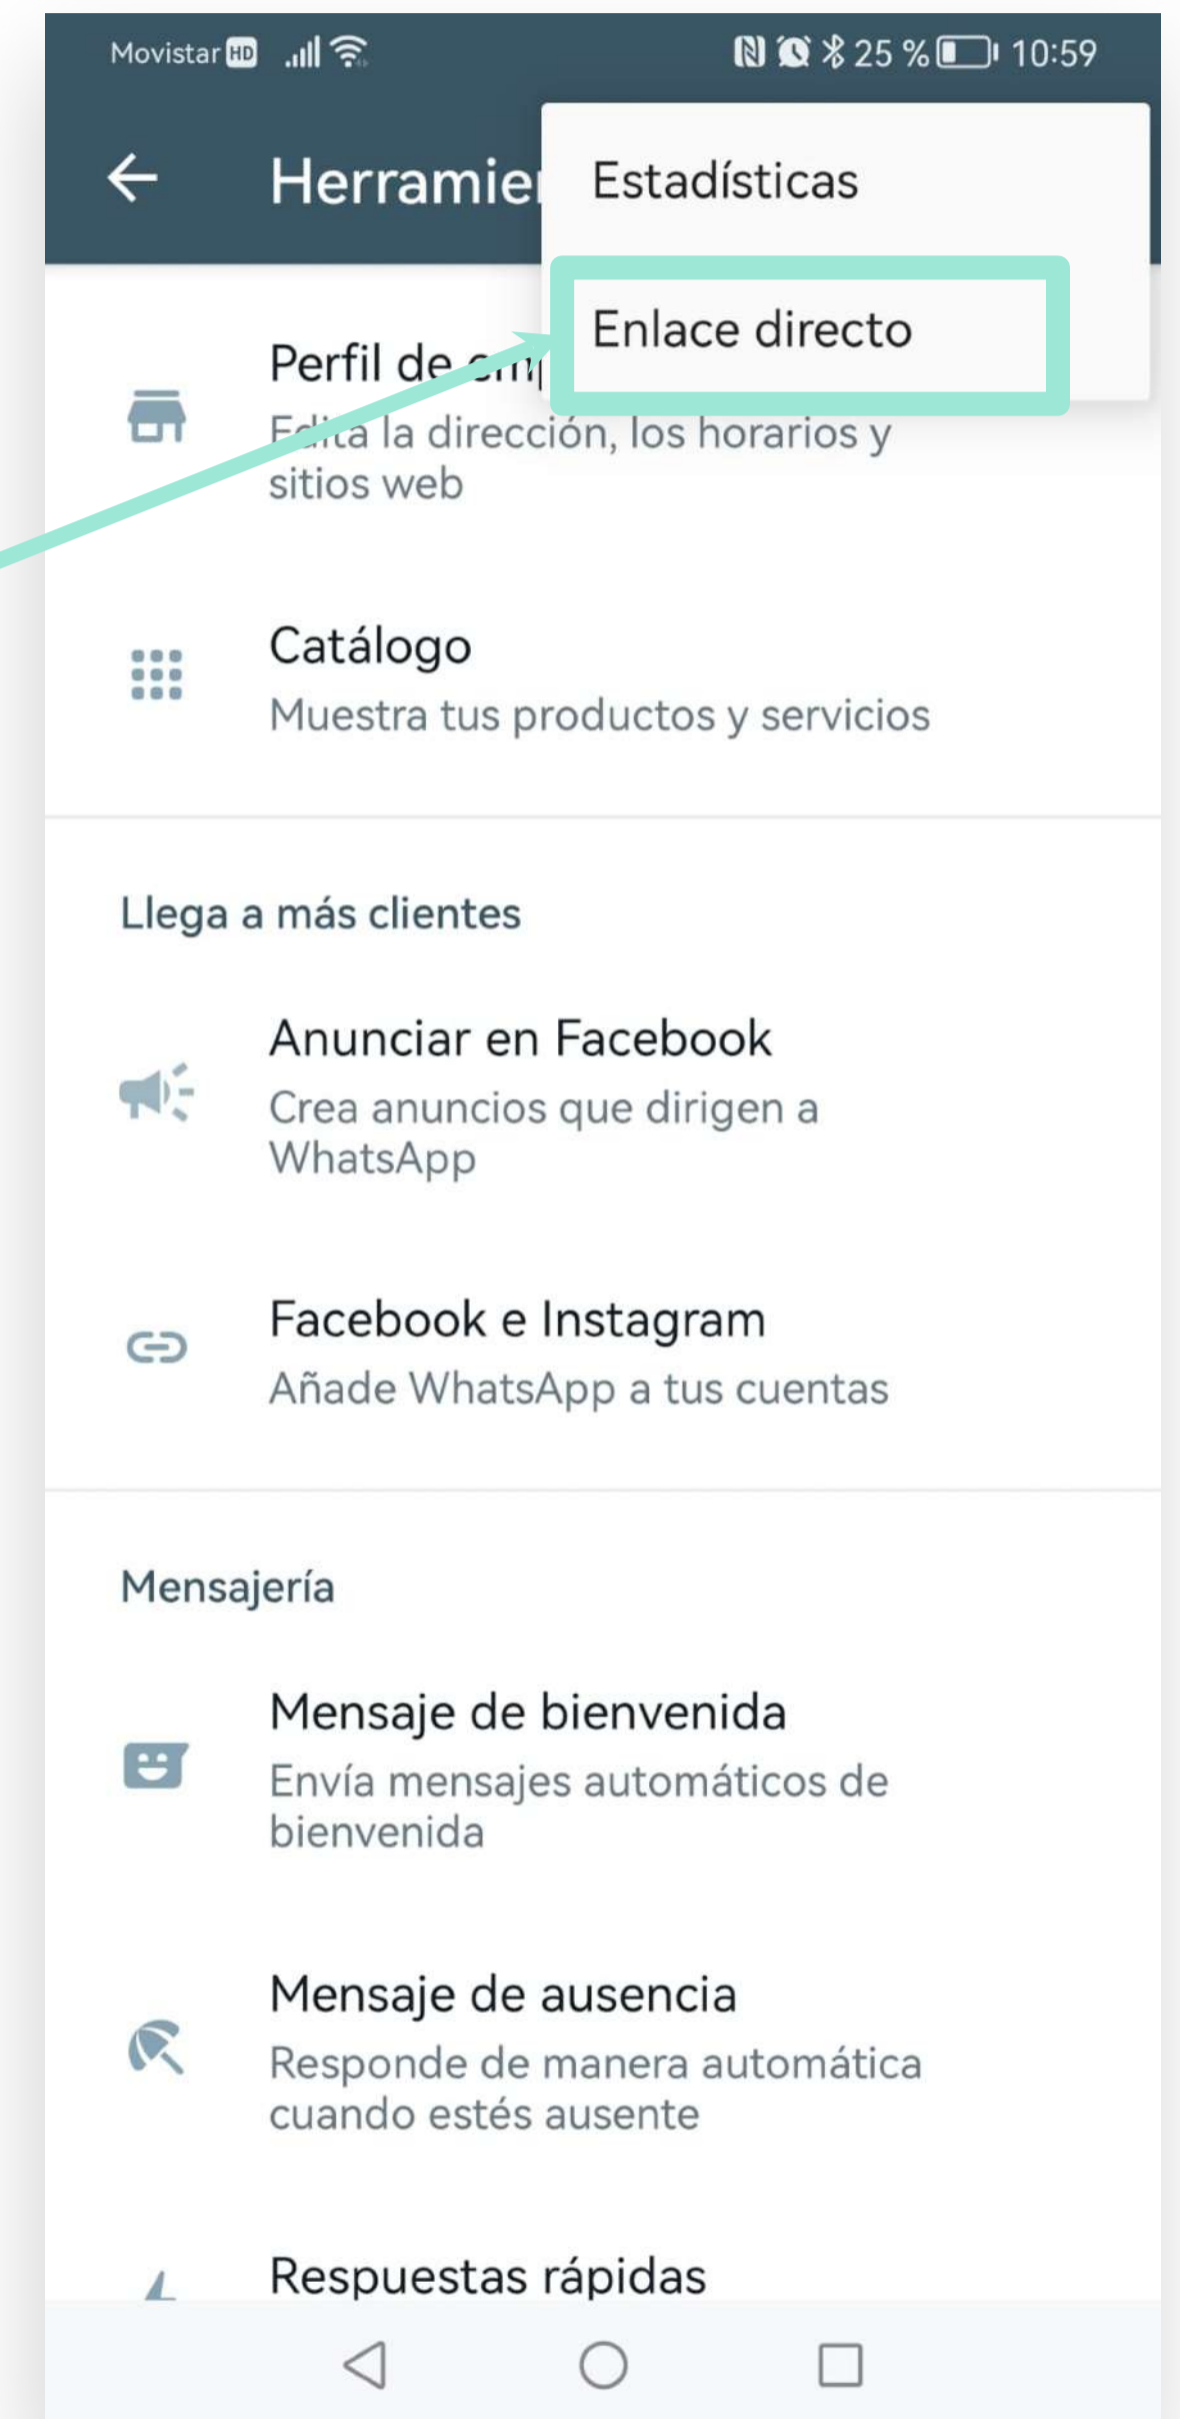 Movistar HD 25 % 10:59
Estadísticas
Enlace directo
Perfil de
Edita la dirección, los horarios y
sitios web
Catálogo
Muestra tus productos y servicios
Llega a más clientes
Anunciar en Facebook
Crea anuncios que dirigen a
WhatsApp
Facebook e Instagram
Añade WhatsApp a tus cuentas
Mensajería
Mensaje de bienvenida
Envía mensajes automáticos de
bienvenida
Mensaje de ausencia
Responde de manera automática
cuando estés ausente
Respuestas rápidas